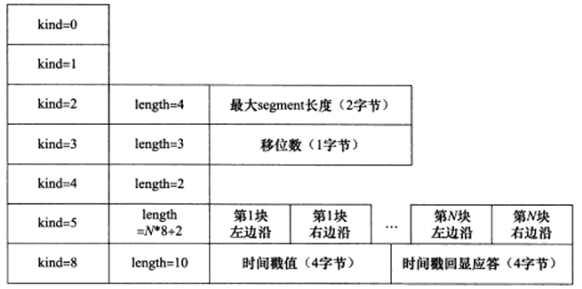 kind=0
kind=1
kind=2 length=4 最大segment长度（2字节）
kind=3 length=3 移位数（1字节）
kind=4 length=2
kind=5 length =N*8+2 第1块 左边沿 第1块 右边沿 … 第N块 左边沿 第N块 右边沿
kind=8 length=10 时间戳值（4字节） 时间戳回显应答（4字节）